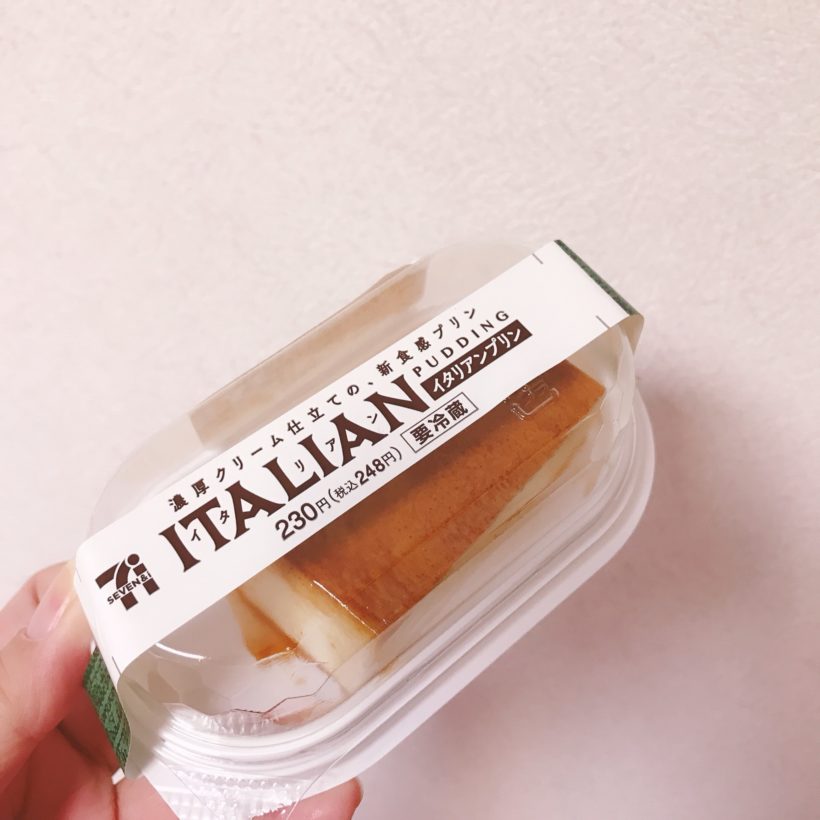 濃厚クリーム仕立ての、新食感プリン
ITALIAN PUDDING
イタリアン
イタリアンプリン
230円(税込248円)
要冷蔵
7i
SEVEN&i